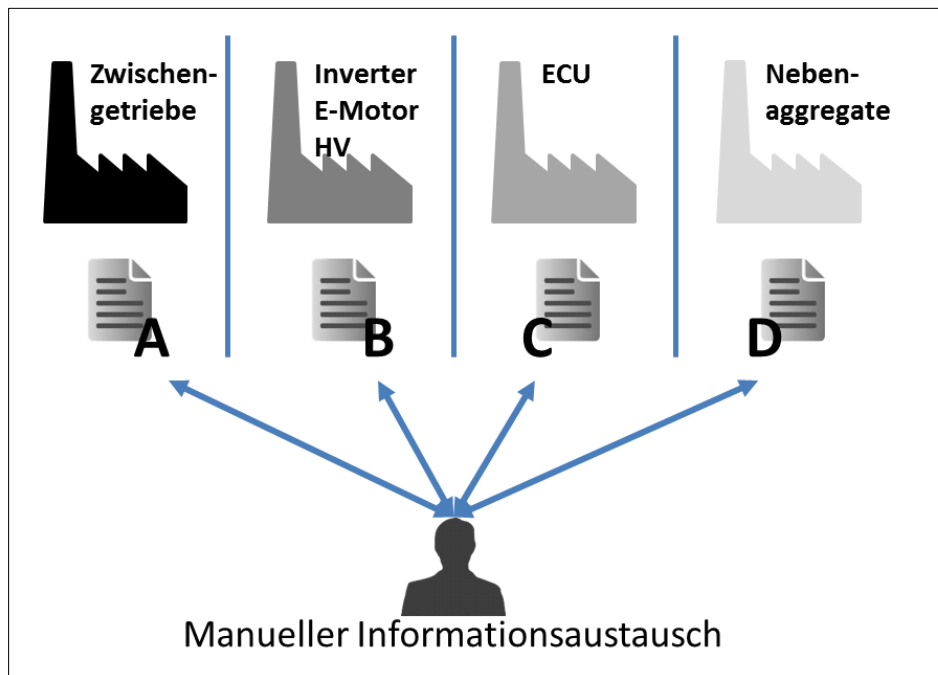 Zwischen-
getriebe
Inverter
E-Motor
HV
ECU
Neben-
aggregate
A
B
C
D
Manueller Informationsaustausch